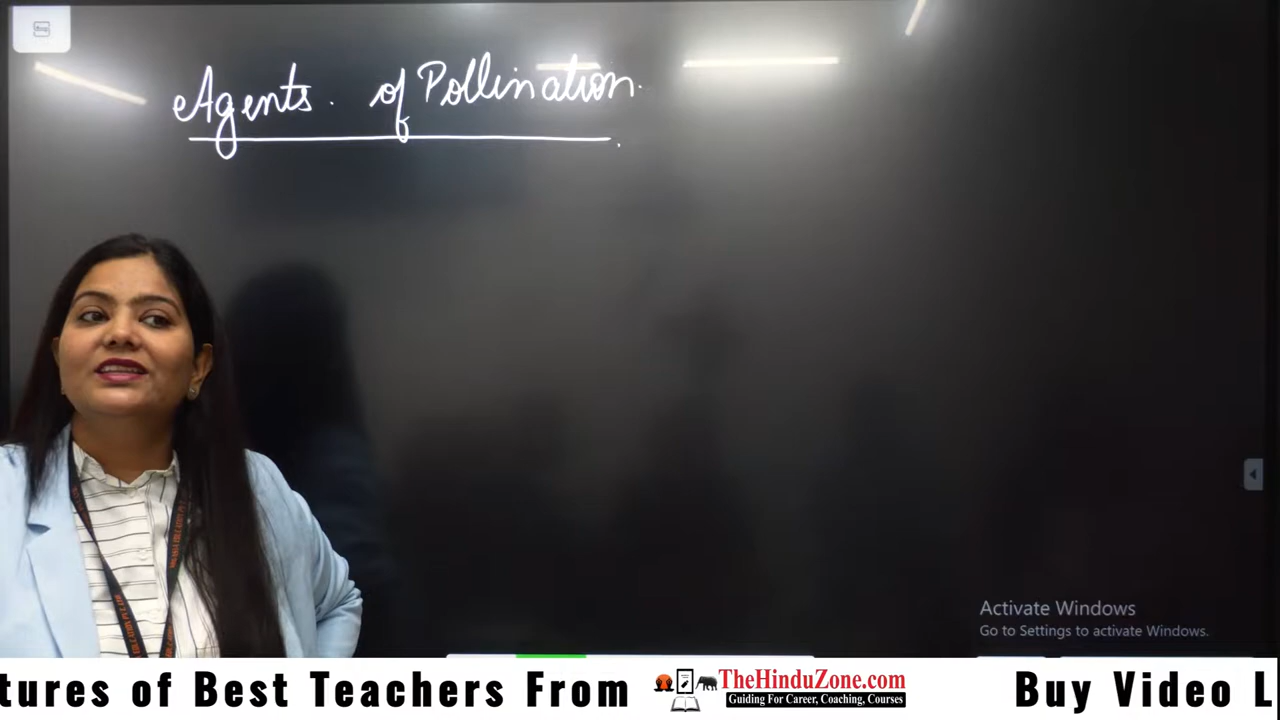 Agents. of Pollination.
Activate Windows
Go to Settings to activate Windows.
tures of Best Teachers From
TheHinduZone.com
Guiding For Career, Coaching, Courses
Buy Video L